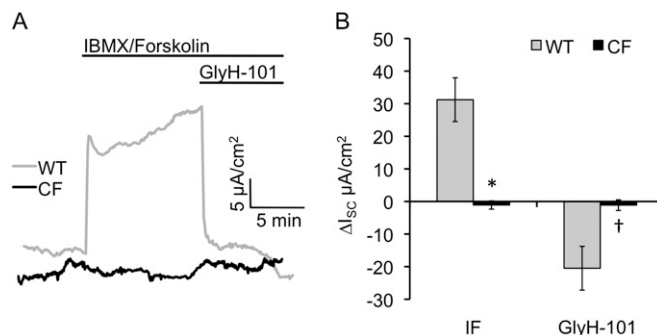 A
IBMX/Forskolin
GlyH-101
WT
CF
5 µA/cm²
5 min
B
WT
CF
ΔI_SC µA/cm²
50
40
30
20
10
0
-10
-20
-30
*
†
IF
GlyH-101